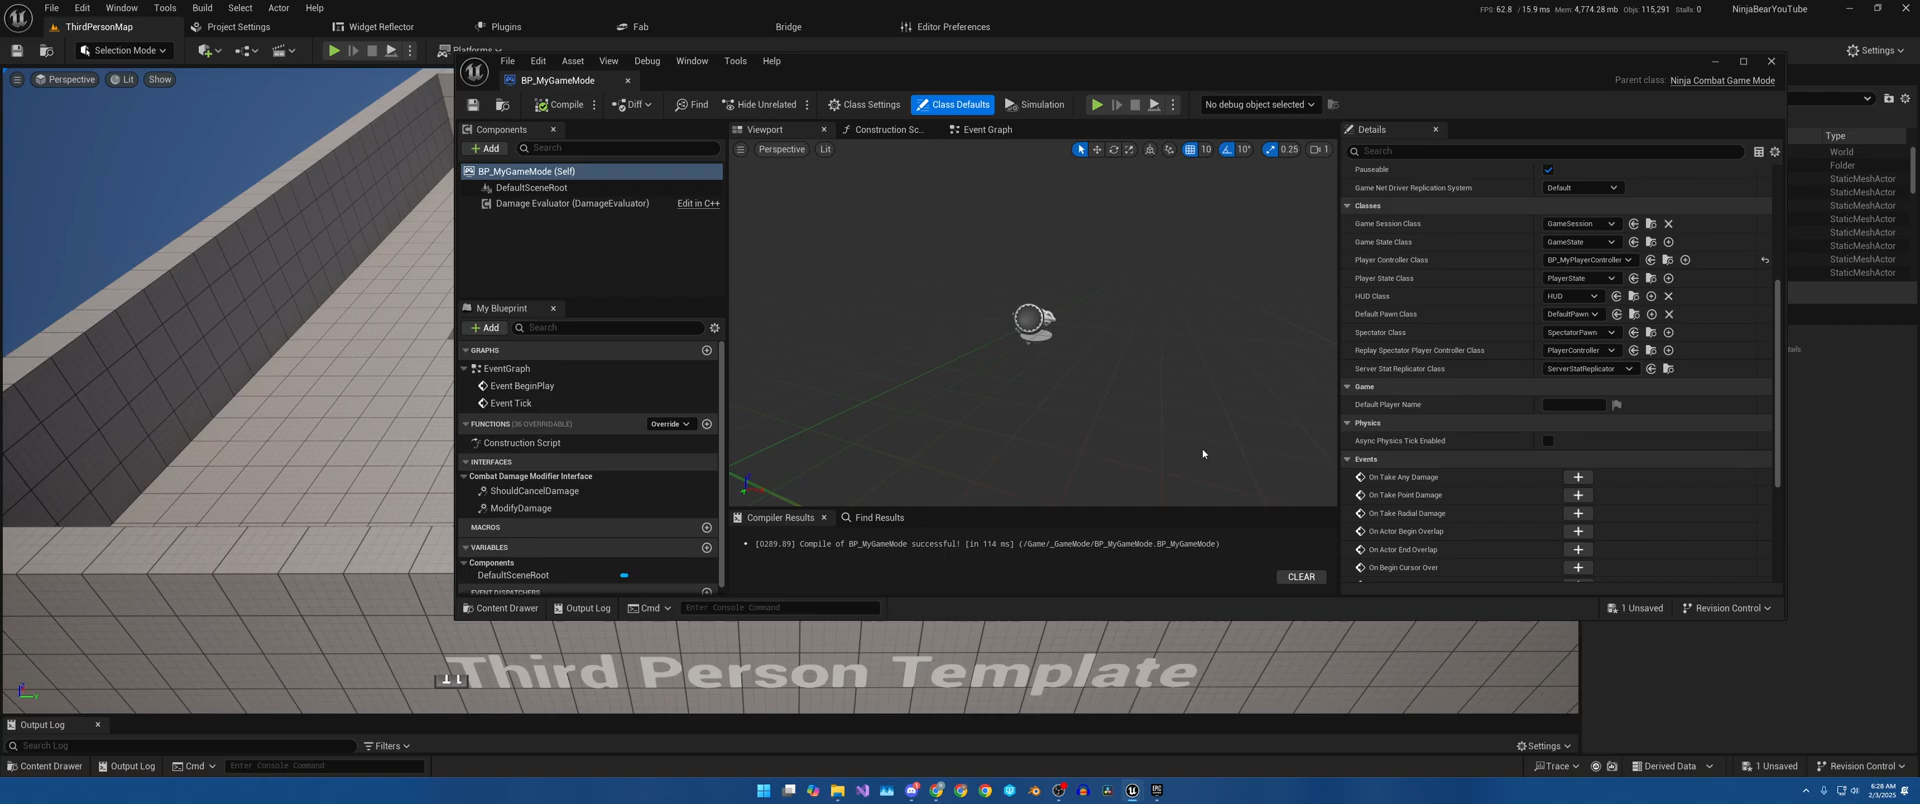 File Edit Window Tools Build Select Actor Help
FPS: 62.8 / 15.9 ms Mem: 4,774.28 mb Objs: 115,291 Stalls: 0
NinjaBearYouTube
ThirdPersonMap Project Settings Widget Reflector Plugins Fab Bridge Editor Preferences
Selection Mode Platforms Settings
Perspective Lit Show
File Edit Asset View Debug Window Tools Help
BP_MyGameMode
Parent class: Ninja Combat Game Mode
Compile Diff Find Hide Unrelated Class Settings Class Defaults Simulation No debug object selected
Components
Add Search
BP_MyGameMode (Self)
DefaultSceneRoot
Damage Evaluator (DamageEvaluator) Edit in C++
My Blueprint
Add Search
GRAPHS
EventGraph
Event BeginPlay
Event Tick
FUNCTIONS (36 OVERRIDABLE) Override
Construction Script
INTERFACES
Combat Damage Modifier Interface
ShouldCancelDamage
ModifyDamage
MACROS
VARIABLES
Components
DefaultSceneRoot
EVENT DISPATCHERS
Viewport Construction Sc... Event Graph
Perspective Lit 10 10° 0.25 1
Compiler Results Find Results
[0289.89] Compile of BP_MyGameMode successful! [in 114 ms] (/Game/_GameMode/BP_MyGameMode.BP_MyGameMode)
CLEAR
Details
Search
Pauseable
Game Net Driver Replication System Default
Classes
Game Session Class GameSession
Game State Class GameState
Player Controller Class BP_MyPlayerController
Player State Class PlayerState
HUD Class HUD
Default Pawn Class DefaultPawn
Spectator Class SpectatorPawn
Replay Spectator Player Controller Class PlayerController
Server Stat Replicator Class ServerStatReplicator
Game
Default Player Name
Physics
Async Physics Tick Enabled
Events
On Take Any Damage
On Take Point Damage
On Take Radial Damage
On Actor Begin Overlap
On Actor End Overlap
On Begin Cursor Over
Content Drawer Output Log Cmd Enter Console Command 1 Unsaved Revision Control
Type
World
Folder
StaticMeshActor
StaticMeshActor
StaticMeshActor
StaticMeshActor
StaticMeshActor
StaticMeshActor
StaticMeshActor
StaticMeshActor
Third Person Template
Output Log
Search Log Filters Settings
Content Drawer Output Log Cmd Enter Console Command Trace Derived Data 1 Unsaved Revision Control
6:28 AM
2/3/2025